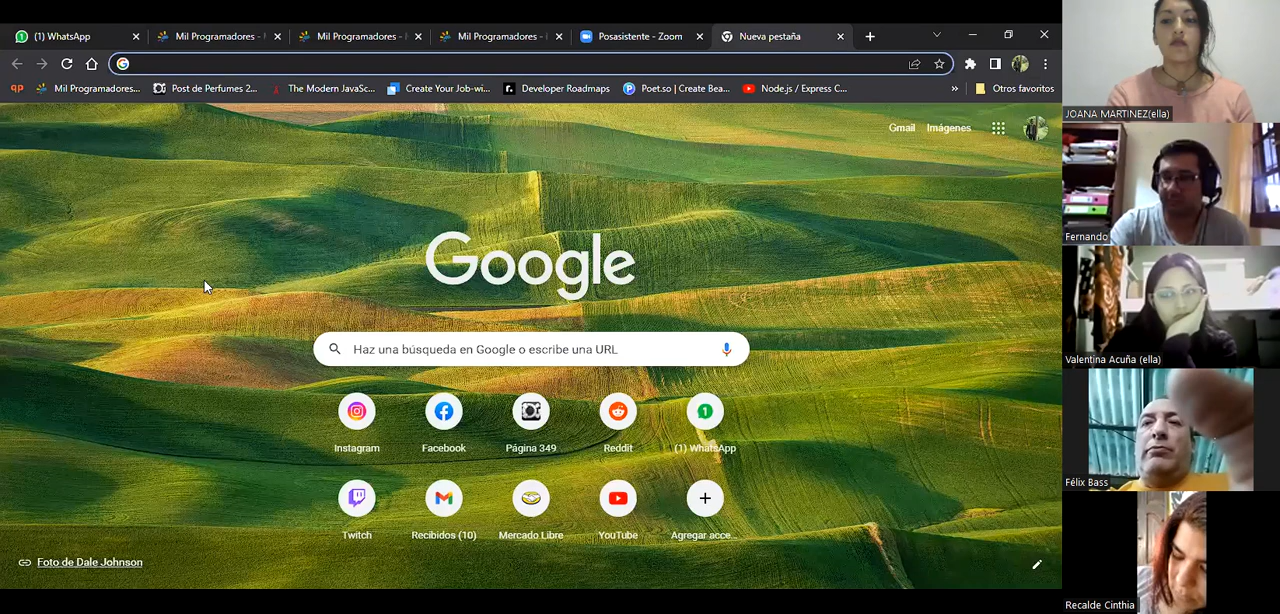 (1) WhatsApp
Mil Programadores -
Mil Programadores -
Mil Programadores -
Posasistente - Zoom
Nueva pestaña
qp
Mil Programadores...
Post de Perfumes 2...
The Modern JavaSc...
Create Your Job-wi...
Developer Roadmaps
Poet.so | Create Bea...
Node.js / Express C...
»
Otros favoritos
Gmail
Imágenes
Google
Haz una búsqueda en Google o escribe una URL
Instagram
Facebook
Página 349
Reddit
(1) WhatsApp
Twitch
Recibidos (10)
Mercado Libre
YouTube
Agregar acce...
Foto de Dale Johnson
JOANA MARTINEZ(ella)
Fernando
Valentina Acuña (ella)
Félix Bass
Recalde Cinthia